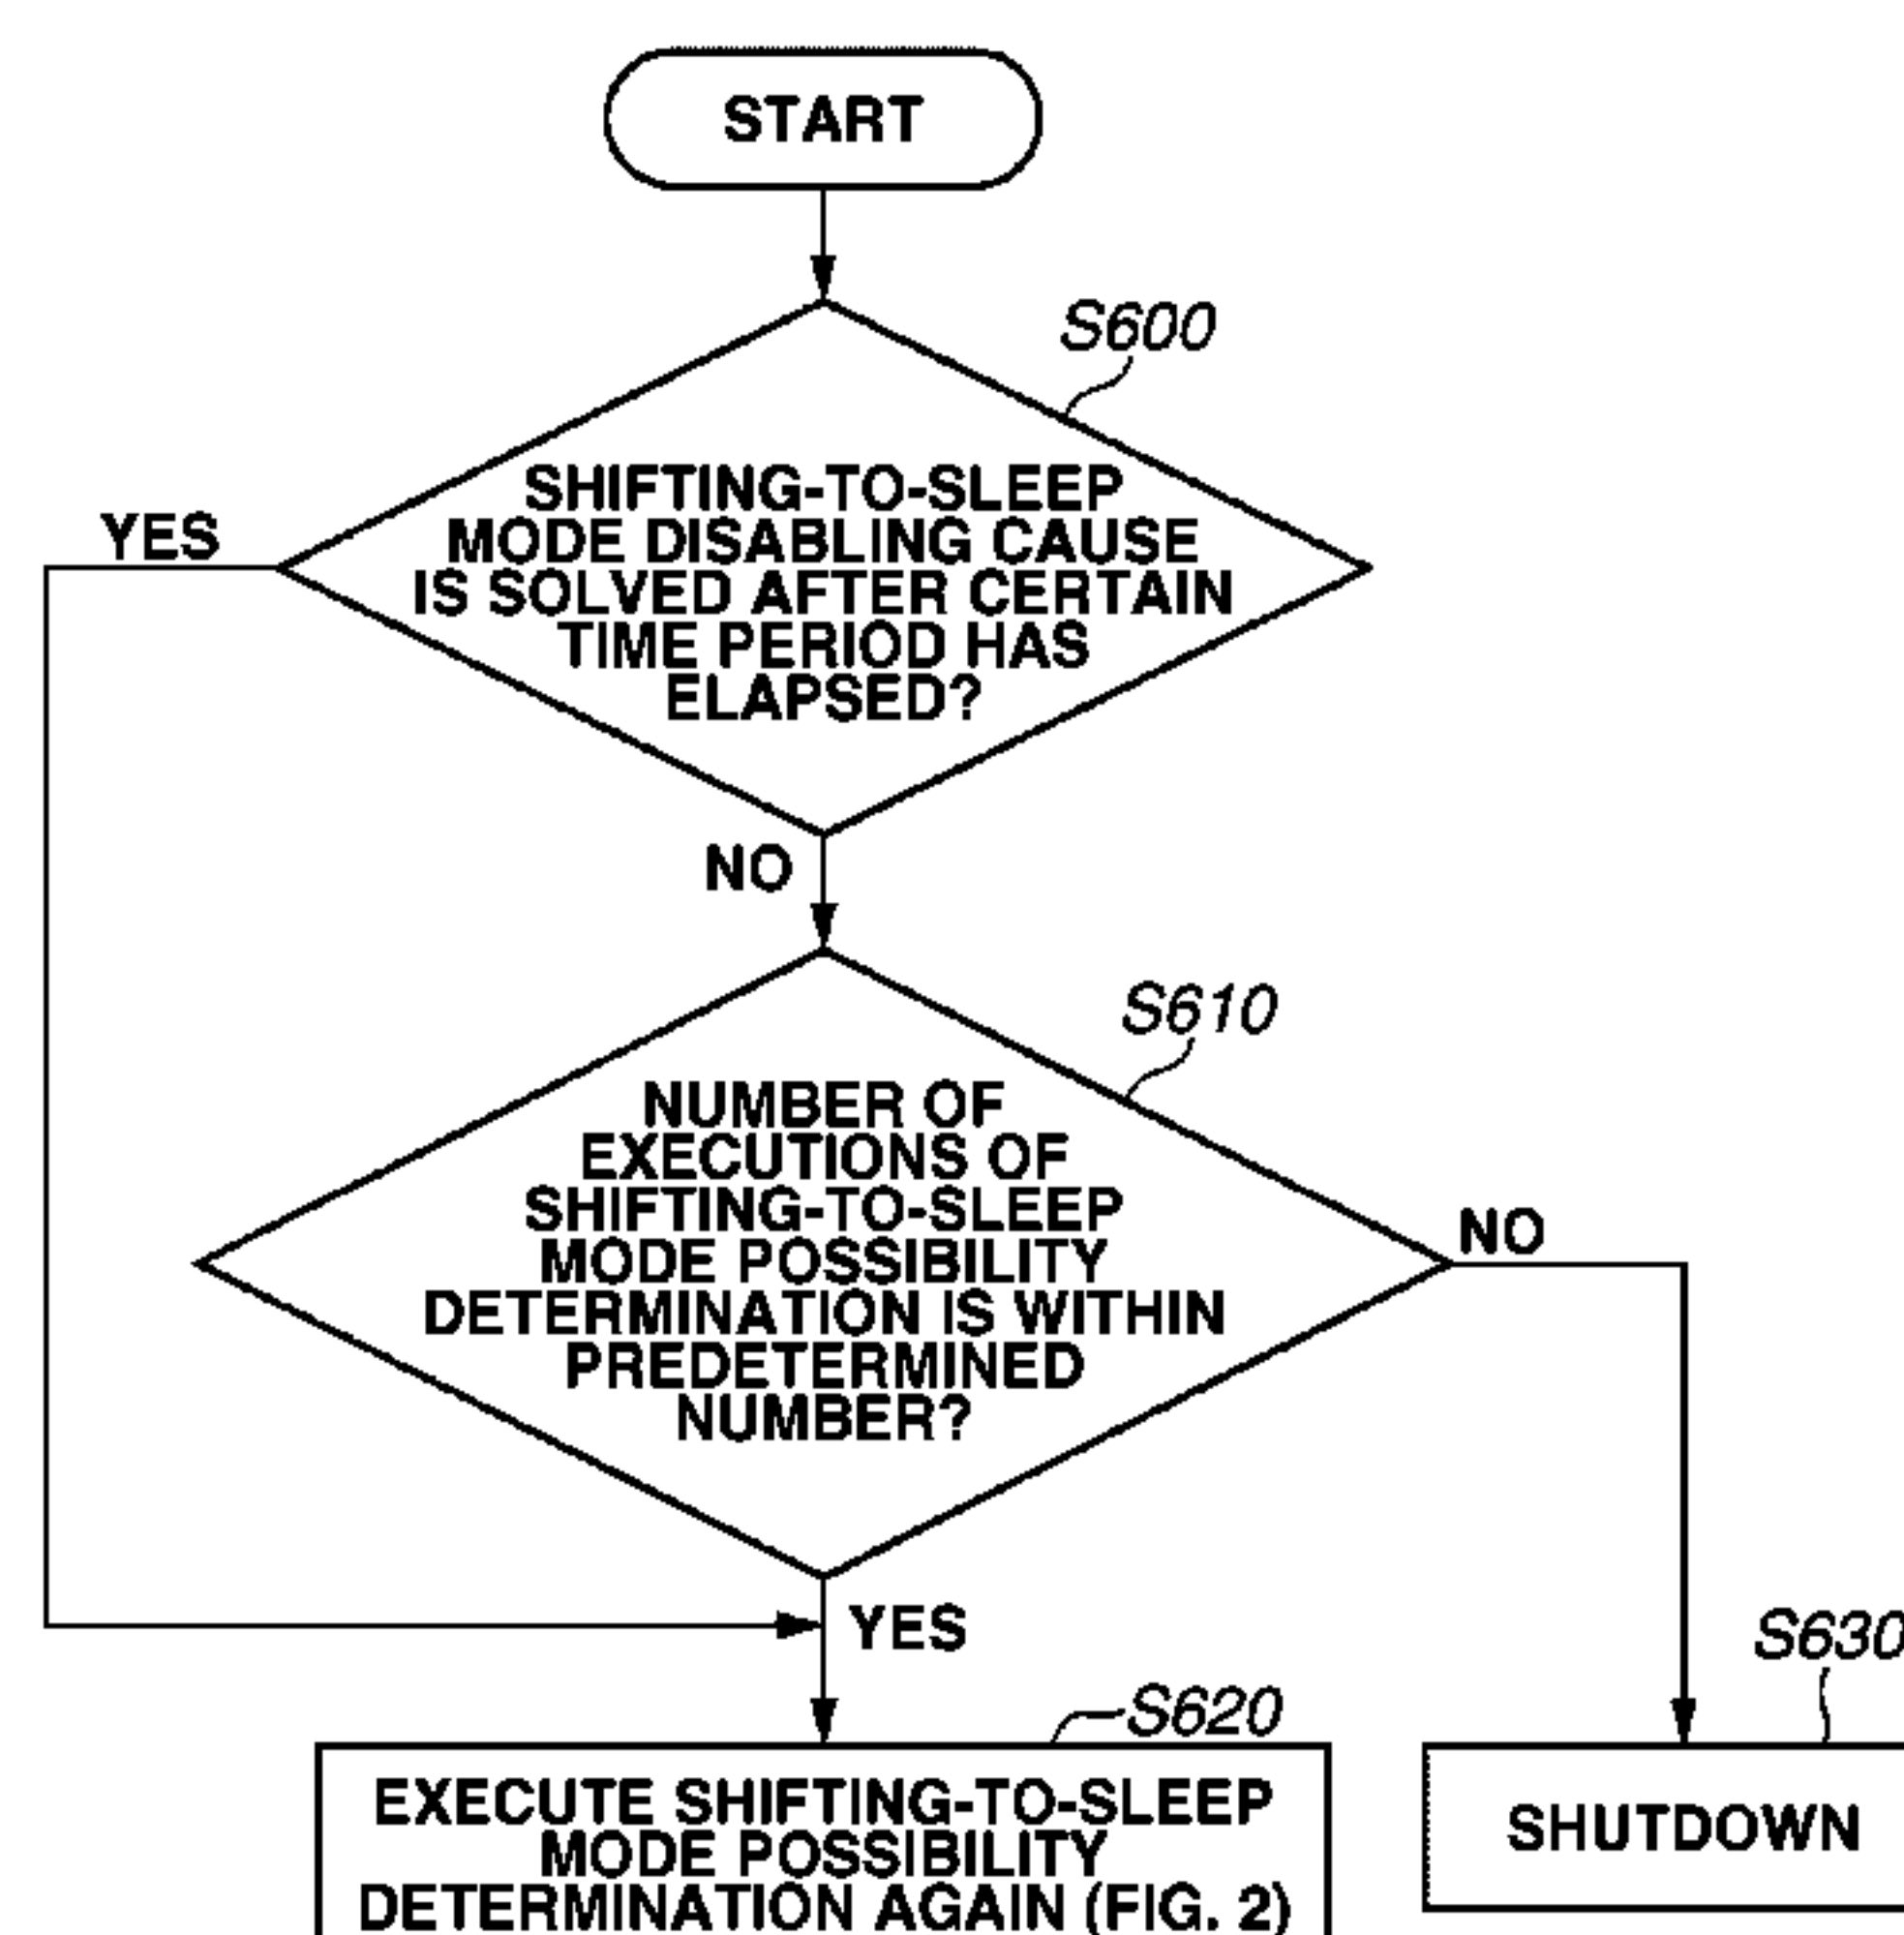 START
S600
SHIFTING-TO-SLEEP
MODE DISABLING CAUSE
IS SOLVED AFTER CERTAIN
TIME PERIOD HAS
ELAPSED?
YES
NO
S610
NUMBER OF
EXECUTIONS OF
SHIFTING-TO-SLEEP
MODE POSSIBILITY
DETERMINATION IS WITHIN
PREDETERMINED
NUMBER?
NO
YES
S620
EXECUTE SHIFTING-TO-SLEEP
MODE POSSIBILITY
DETERMINATION AGAIN (FIG. 2)
S630
SHUTDOWN